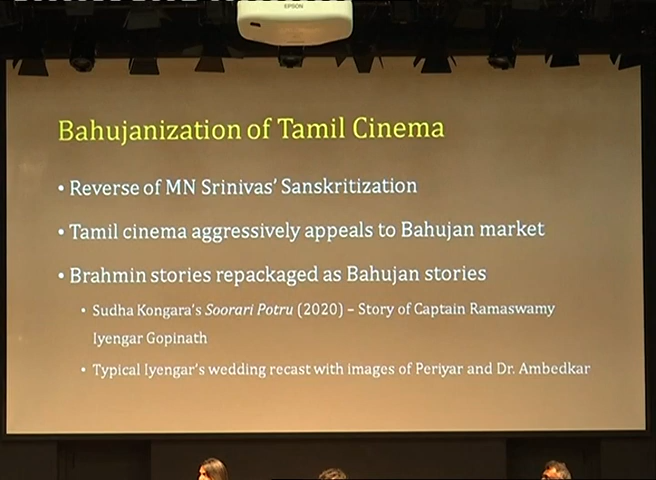 EPSON
Bahujanization of Tamil Cinema
• Reverse of MN Srinivas' Sanskritization
• Tamil cinema aggressively appeals to Bahujan market
• Brahmin stories repackaged as Bahujan stories
• Sudha Kongara's Soorari Potru (2020) – Story of Captain Ramaswamy
Iyengar Gopinath
• Typical Iyengar's wedding recast with images of Periyar and Dr. Ambedkar